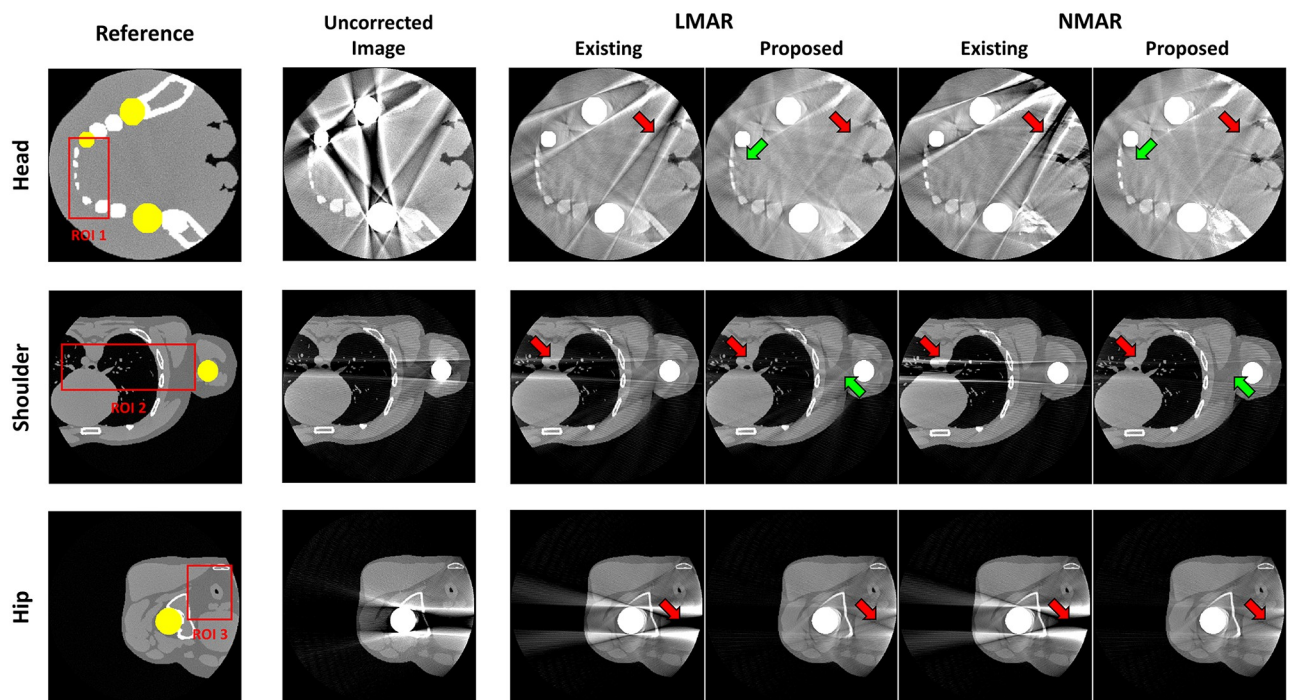 Reference
Uncorrected
Image
LMAR
NMAR
Existing
Proposed
Existing
Proposed
Head
ROI 1
Shoulder
ROI 2
Hip
ROI 3